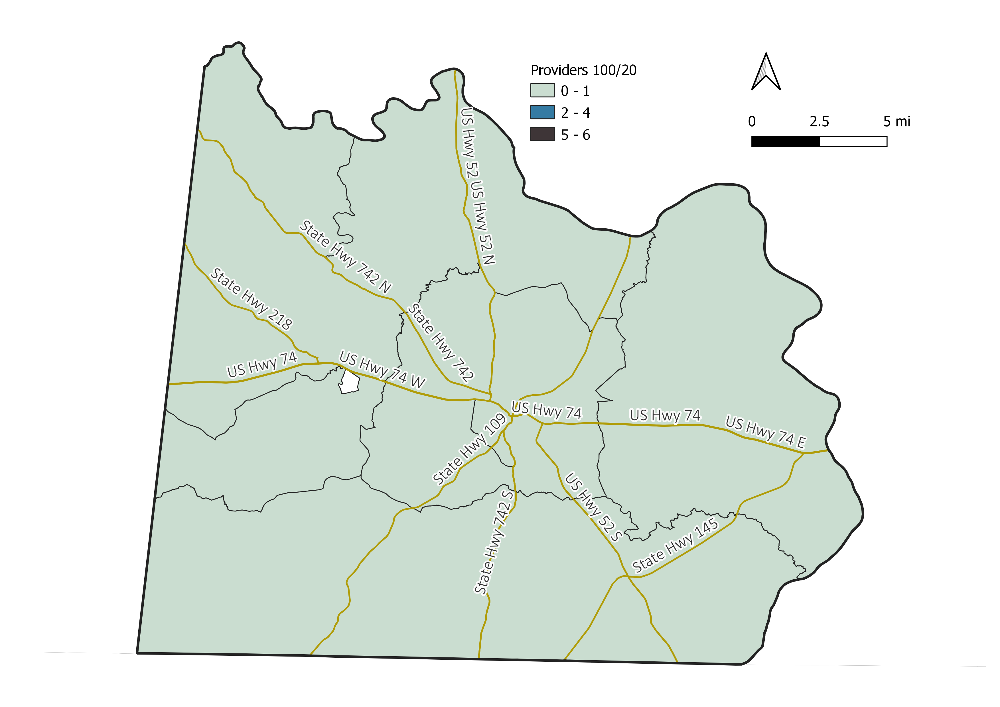 Providers 100/20
0 - 1
2 - 4
5 - 6
0 2.5 5 mi
US Hwy 52
US Hwy 52 N
State Hwy 742 N
State Hwy 218
State Hwy 742
US Hwy 74
US Hwy 74 W
US Hwy 74
US Hwy 74
US Hwy 74 E
State Hwy 109
US Hwy 52 S
State Hwy 742 S
State Hwy 145